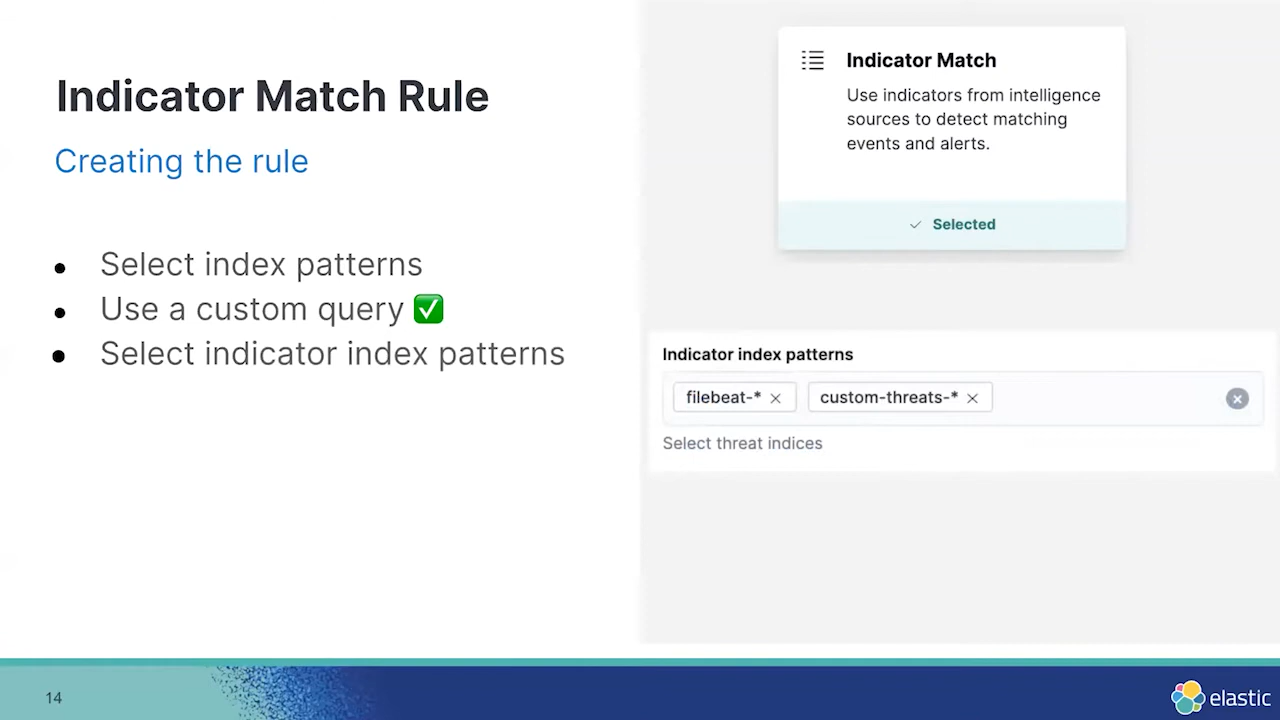 Indicator Match Rule
Creating the rule
• Select index patterns
• Use a custom query ✅
• Select indicator index patterns
Indicator Match
Use indicators from intelligence
sources to detect matching
events and alerts.
✓ Selected
Indicator index patterns
filebeat-* × custom-threats-* ×
Select threat indices
14
elastic